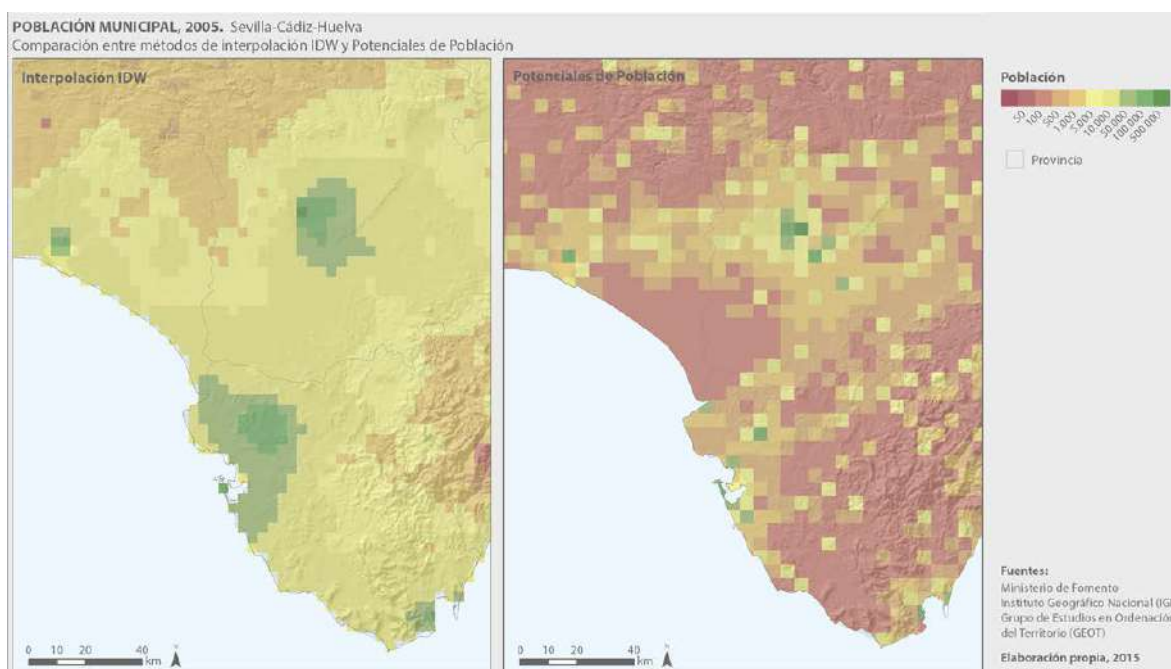 POBLACIÓN MUNICIPAL, 2005. Sevilla-Cádiz-Huelva
Comparación entre métodos de interpolación IDW y Potenciales de Población
Interpolación IDW
Potenciales de Población
Población
50 100 500 1.000 5.000 10.000 50.000 100.000 500.000
Provincia
0 10 20 40
km
0 10 20 40
km
Fuentes:
Ministerio de Fomento
Instituto Geográfico Nacional (IG
Grupo de Estudios en Ordenación
del Territorio (GEOT)
Elaboración propia, 2015